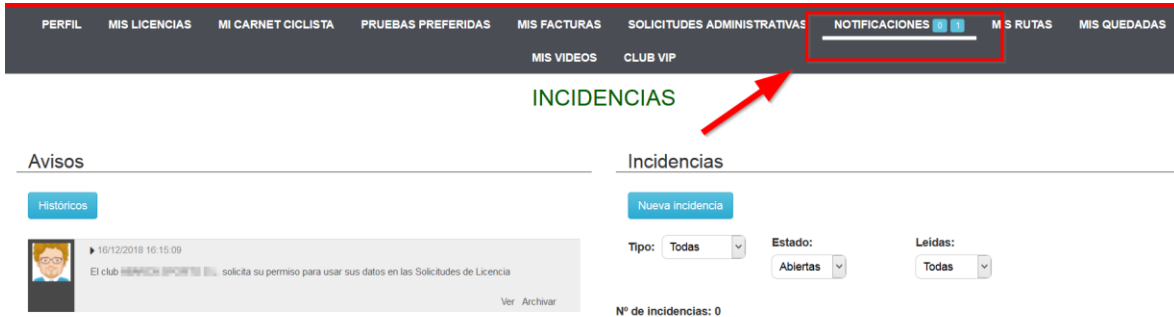 PERFIL MIS LICENCIAS MI CARNET CICLISTA PRUEBAS PREFERIDAS MIS FACTURAS SOLICITUDES ADMINISTRATIVAS NOTIFICACIONES 0 1 MIS RUTAS MIS QUEDADAS
MIS VIDEOS CLUB VIP
INCIDENCIAS
Avisos
Históricos
16/12/2018 16:15:09
El club solicita su permiso para usar sus datos en las Solicitudes de Licencia
Ver Archivar
Incidencias
Nueva incidencia
Tipo: Todas Estado: Abiertas Leidas: Todas
Nº de incidencias: 0